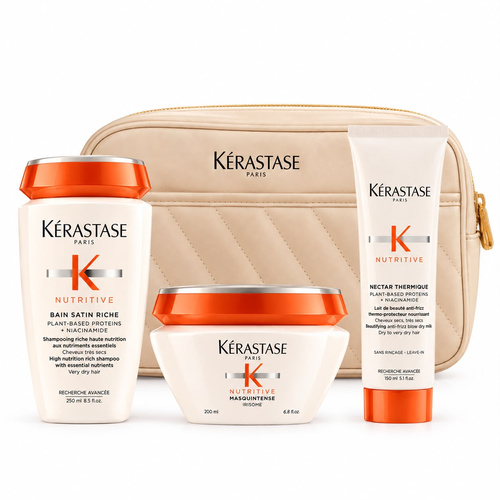 KÉRASTASE
PARIS
KÉRASTASE
PARIS
K
NUTRITIVE
BAIN SATIN RICHE
PLANT-BASED PROTEINS
+ NIACINAMIDE
Shampooing riche haute nutrition
aux nutriments essentiels
Cheveux très secs
High nutrition rich shampoo
with essential nutrients
Very dry hair
RECHERCHE AVANCÉE
250 ml 8.5 fl.oz.
KÉRASTASE
PARIS
K
NUTRITIVE
MASQUINTENSE
IRISOME
200 ml 6.8 fl.oz.
KÉRASTASE
PARIS
K
NUTRITIVE
NECTAR THERMIQUE
PLANT-BASED PROTEINS
+ NIACINAMIDE
Lait de beauté anti-frizz
thermo-protecteur nourrissant
Cheveux secs, très secs
Beautifying anti-frizz blow dry milk
Dry to very dry hair
SANS RINÇAGE - LEAVE-IN
RECHERCHE AVANCÉE
150 ml 5.1 fl.oz.